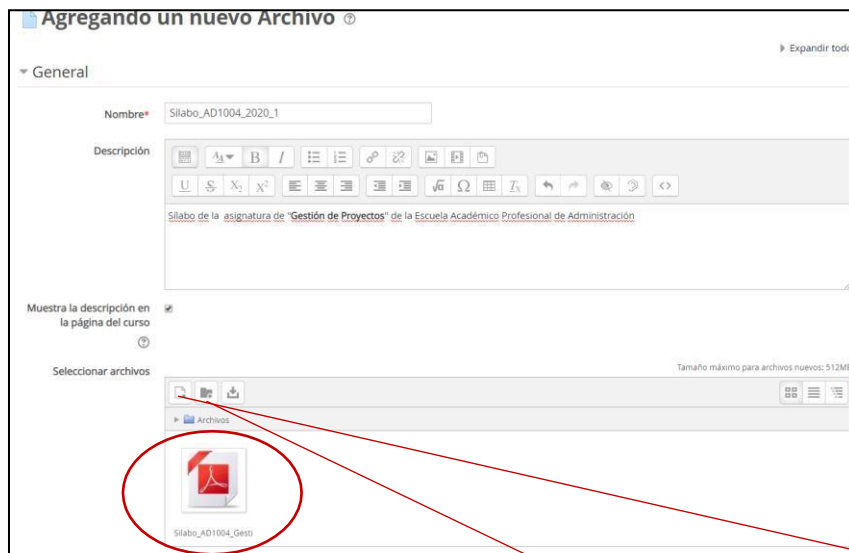 Agregando un nuevo Archivo
Expandir todo
General
Nombre*
Silabo_AD1004_2020_1
Descripción
Sílabo de la asignatura de "Gestión de Proyectos" de la Escuela Académico Profesional de Administración
Muestra la descripción en
la página del curso
Seleccionar archivos
Tamaño máximo para archivos nuevos: 512MB
Archivos
Silabo_AD1004_Gesti